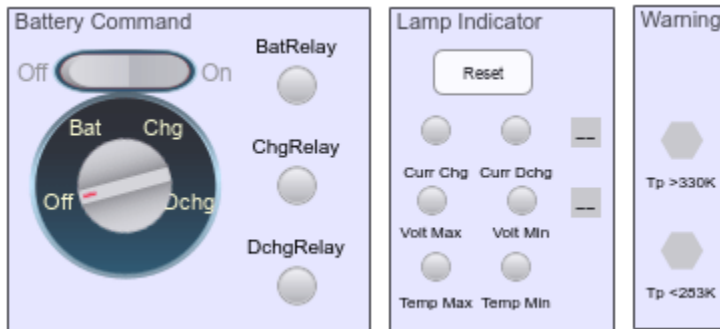 Battery Command
Off
On
Bat
Chg
Off
Dchg
BatRelay
ChgRelay
DchgRelay
Lamp Indicator
Reset
Curr Chg
Curr Dchg
--
Volt Max
Volt Min
--
Temp Max
Temp Min
Warning
Tp >330K
Tp <253K